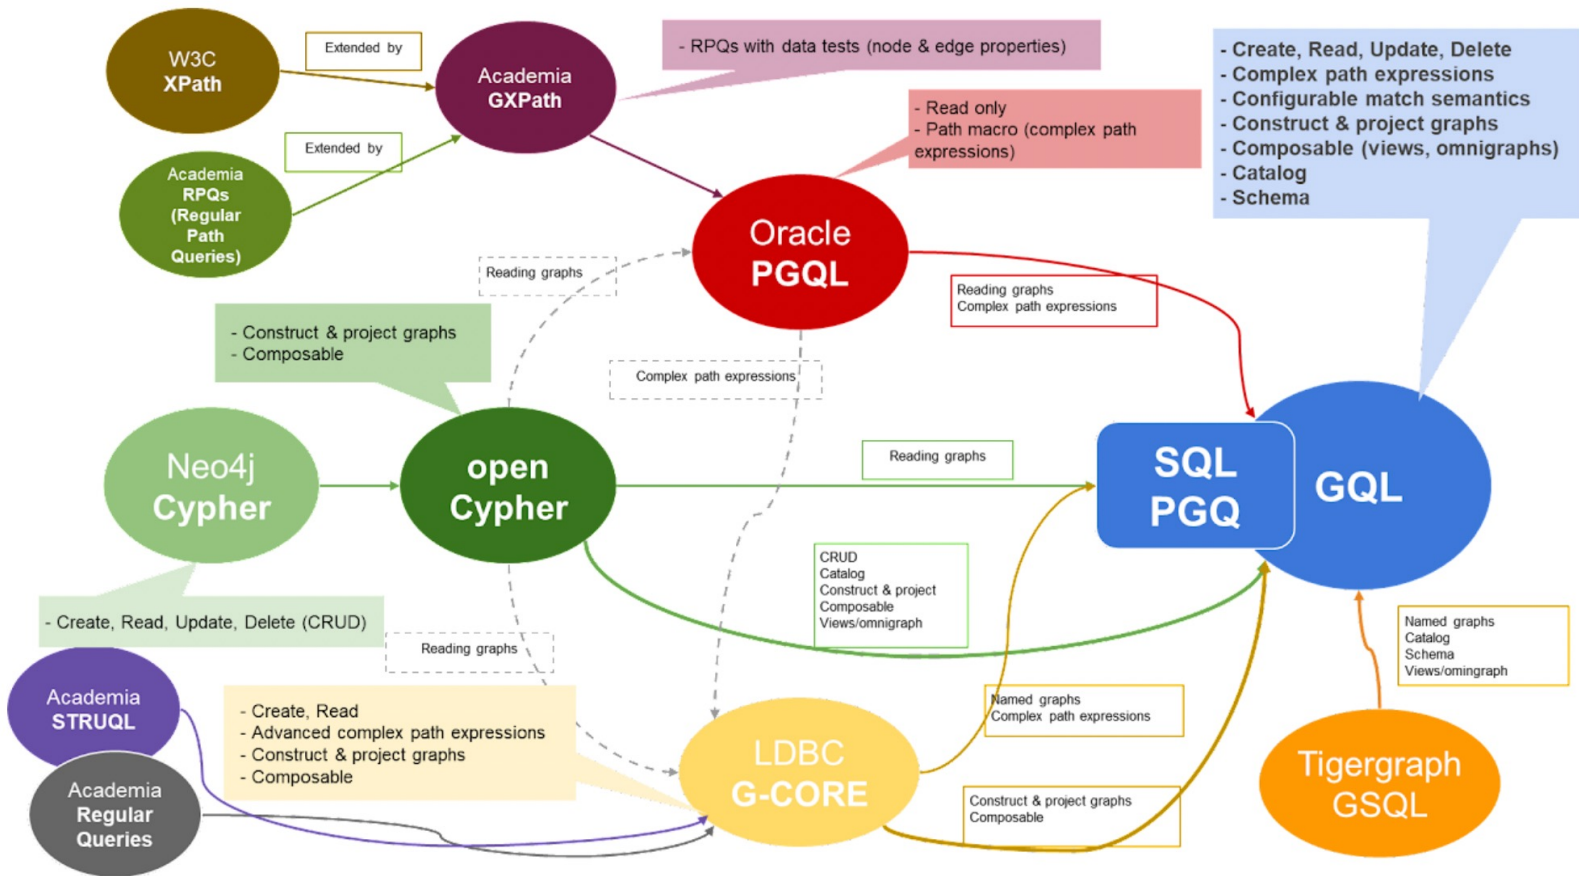 W3C
XPath
Extended by
Academia
GXPath
- RPQs with data tests (node & edge properties)
- Create, Read, Update, Delete
- Complex path expressions
- Configurable match semantics
- Construct & project graphs
- Composable (views, omnigraphs)
- Catalog
- Schema
- Read only
- Path macro (complex path
expressions)
Extended by
Academia
RPQs
(Regular
Path
Queries)
Oracle
PGQL
Reading graphs
Reading graphs
Complex path expressions
- Construct & project graphs
- Composable
Complex path expressions
Neo4j
Cypher
open
Cypher
Reading graphs
SQL
PGQ
GQL
CRUD
Catalog
Construct & project
Composable
Views/omnigraph
- Create, Read, Update, Delete (CRUD)
Reading graphs
Named graphs
Catalog
Schema
Views/omingraph
Academia
STRUQL
- Create, Read
- Advanced complex path expressions
- Construct & project graphs
- Composable
Named graphs
Complex path expressions
LDBC
G-CORE
Tigergraph
GSQL
Academia
Regular
Queries
Construct & project graphs
Composable